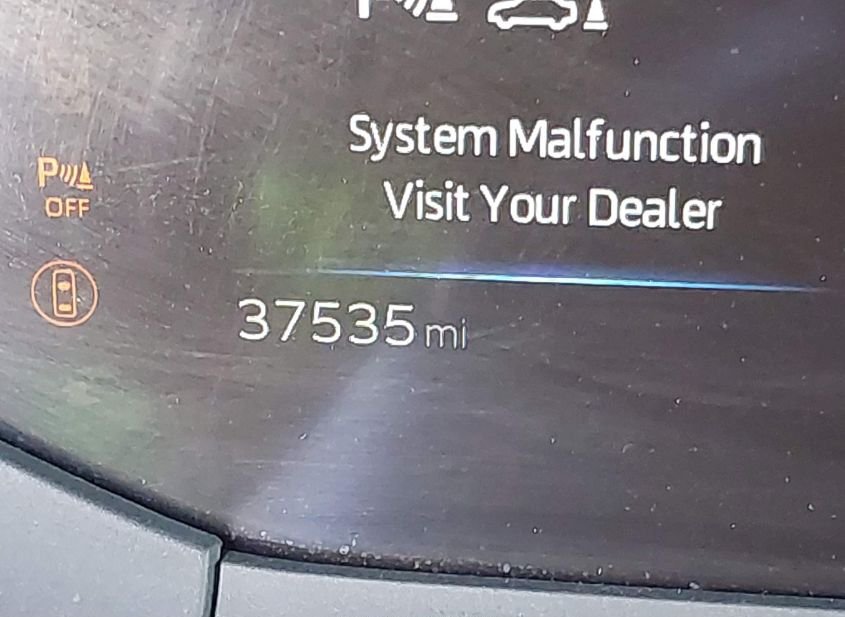 System Malfunction
Visit Your Dealer
P
OFF
37535 mi